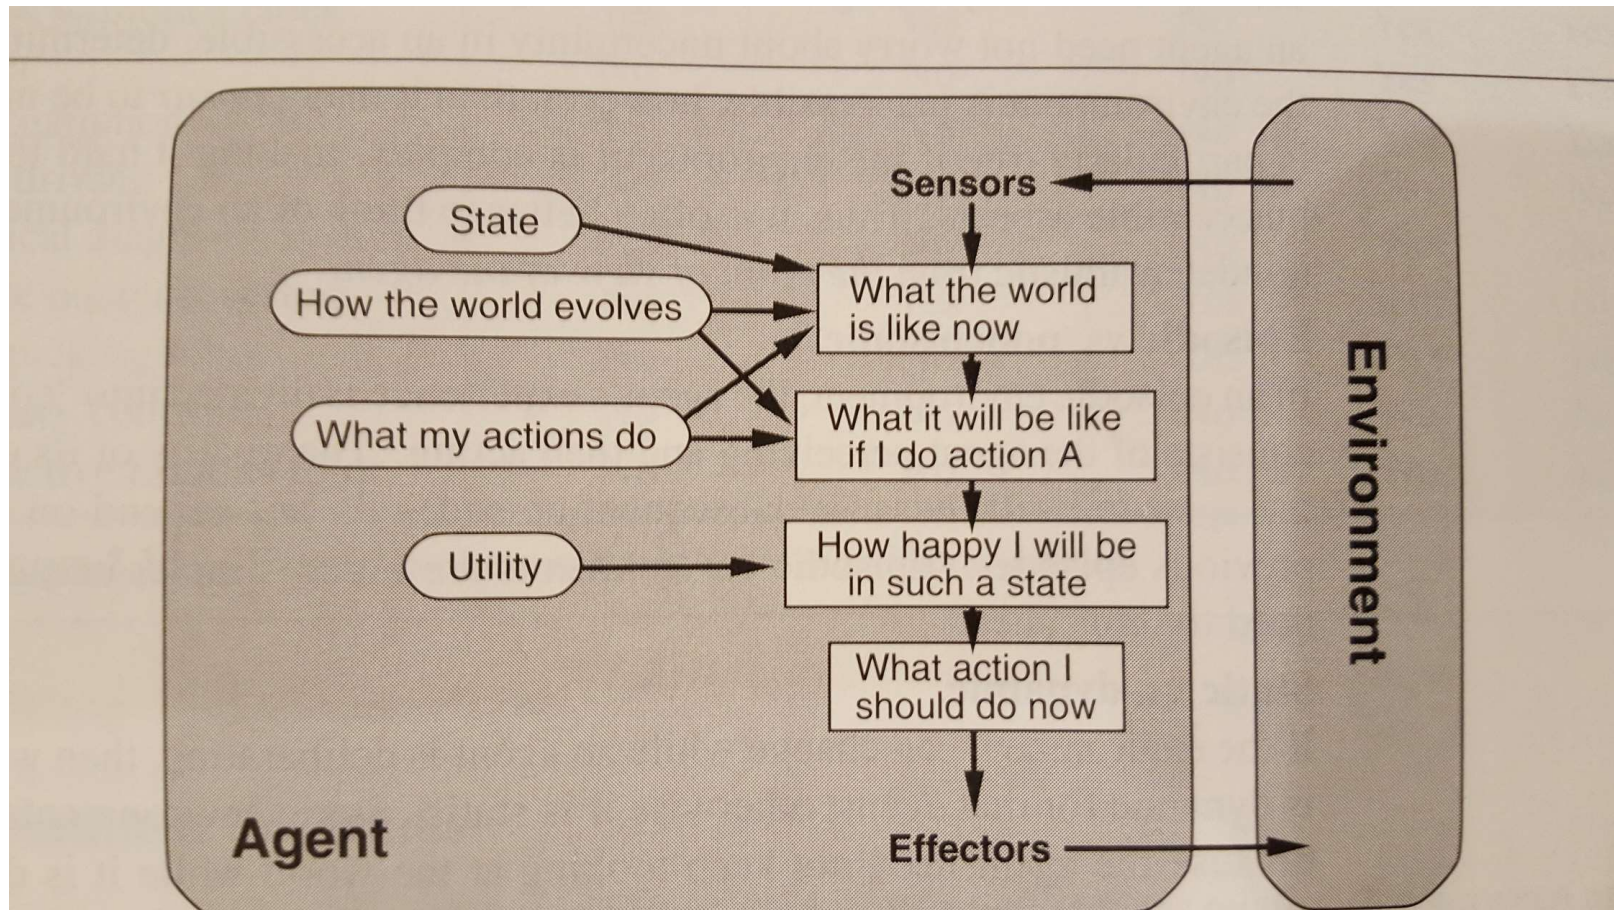 Sensors
State
What the world
is like now
How the world evolves
What it will be like
if I do action A
What my actions do
How happy I will be
in such a state
Utility
What action I
should do now
Agent
Effectors
Environment